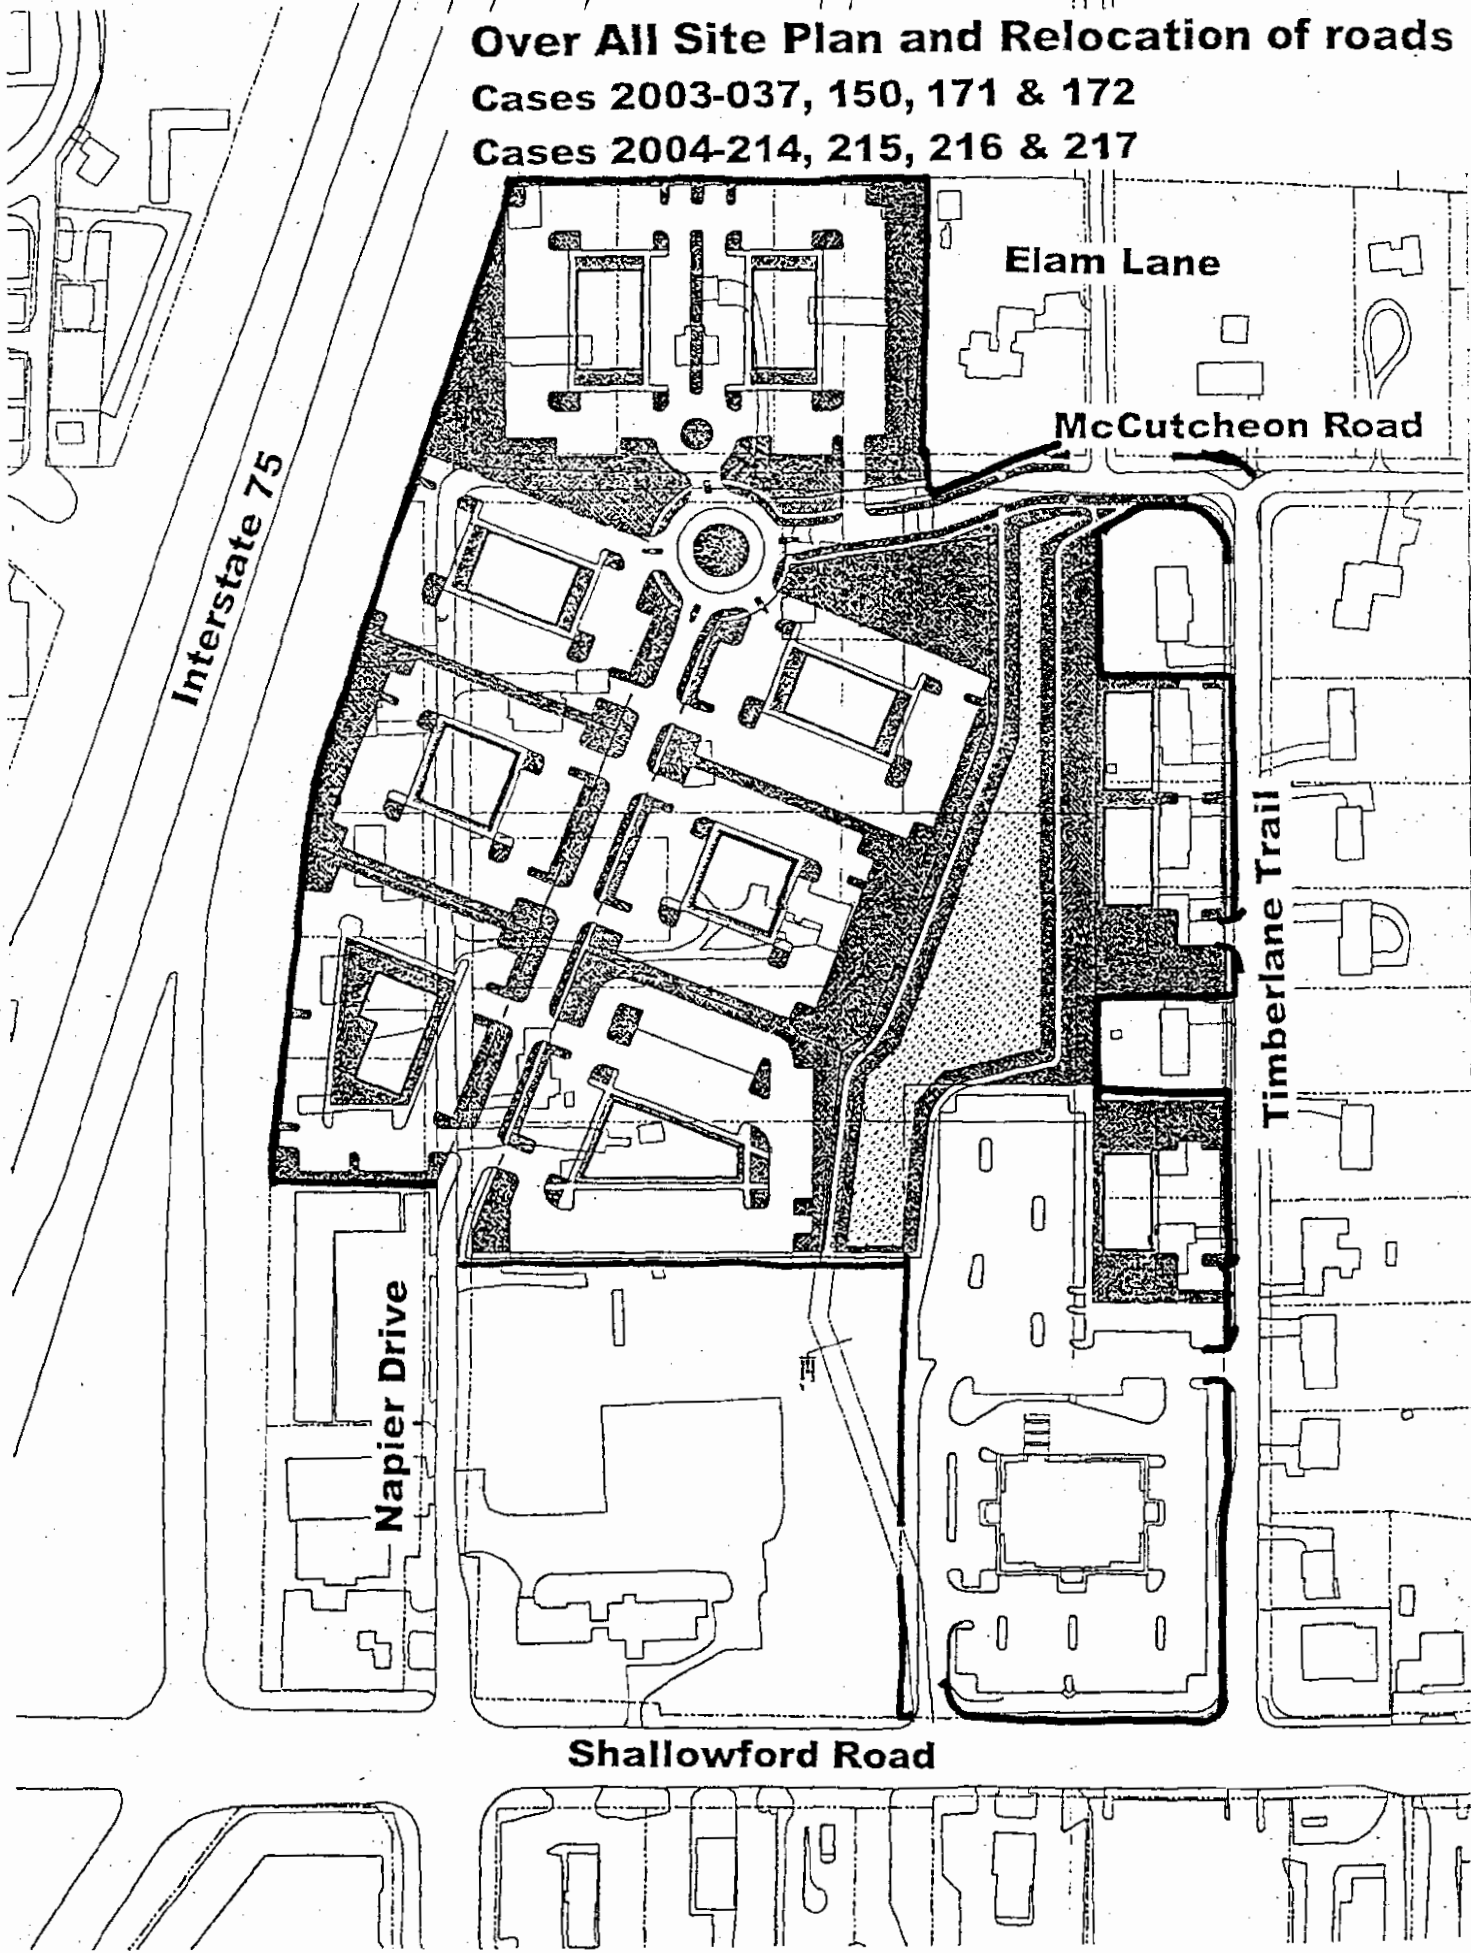 Over All Site Plan and Relocation of roads
Cases 2003-037, 150, 171 & 172
Cases 2004-214, 215, 216 & 217
Elam Lane
McCutcheon Road
Interstate 75
Timberlane Trail
Napier Drive
Shallowford Road